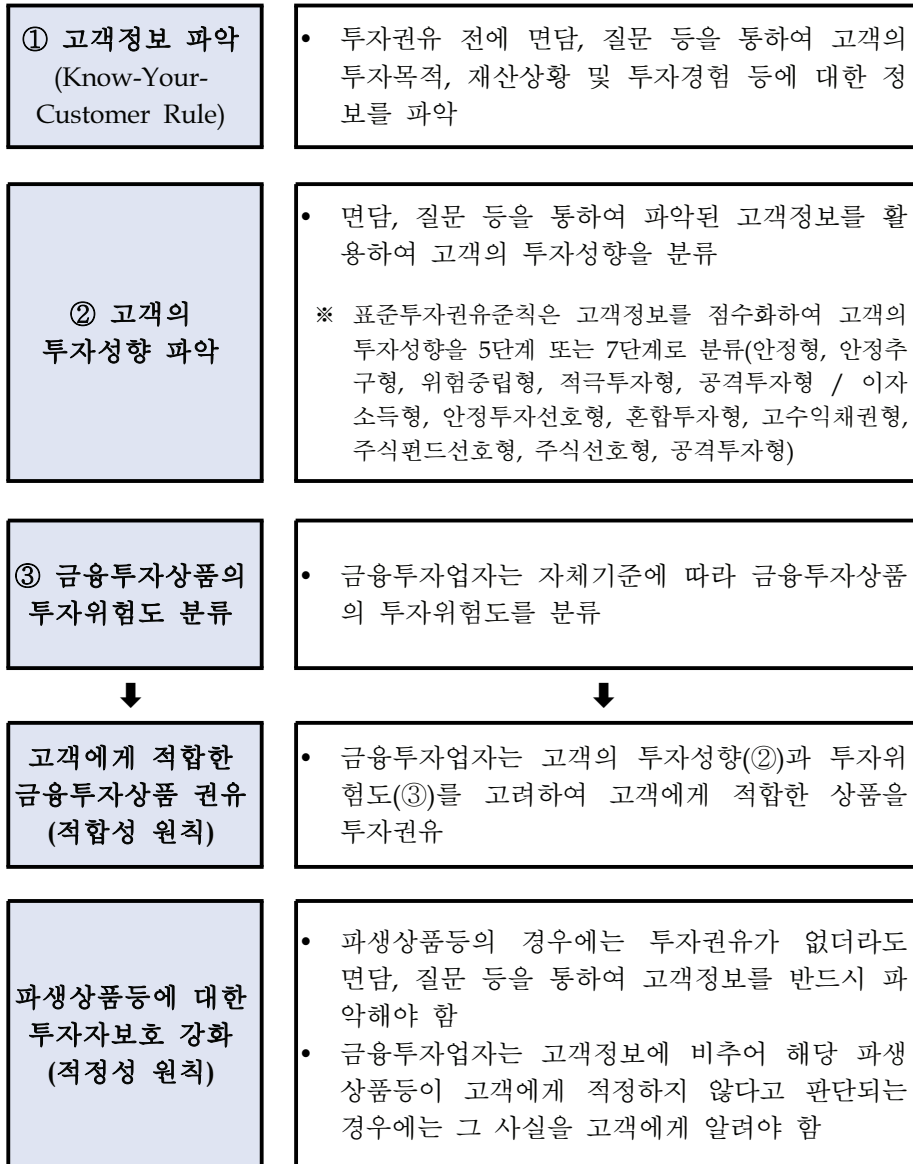 ① 고객정보 파악
(Know-Your-
Customer Rule)
• 투자권유 전에 면담, 질문 등을 통하여 고객의
투자목적, 재산상황 및 투자경험 등에 대한 정
보를 파악
② 고객의
투자성향 파악
• 면담, 질문 등을 통하여 파악된 고객정보를 활
용하여 고객의 투자성향을 분류
※ 표준투자권유준칙은 고객정보를 점수화하여 고객의
투자성향을 5단계 또는 7단계로 분류(안정형, 안정추
구형, 위험중립형, 적극투자형, 공격투자형 / 이자
소득형, 안정투자선호형, 혼합투자형, 고수익채권형,
주식펀드선호형, 주식선호형, 공격투자형)
③ 금융투자상품의
투자위험도 분류
• 금융투자업자는 자체기준에 따라 금융투자상품
의 투자위험도를 분류
고객에게 적합한
금융투자상품 권유
(적합성 원칙)
• 금융투자업자는 고객의 투자성향(②)과 투자위
험도(③)를 고려하여 고객에게 적합한 상품을
투자권유
파생상품등에 대한
투자자보호 강화
(적정성 원칙)
• 파생상품등의 경우에는 투자권유가 없더라도
면담, 질문 등을 통하여 고객정보를 반드시 파
악해야 함
• 금융투자업자는 고객정보에 비추어 해당 파생
상품등이 고객에게 적정하지 않다고 판단되는
경우에는 그 사실을 고객에게 알려야 함